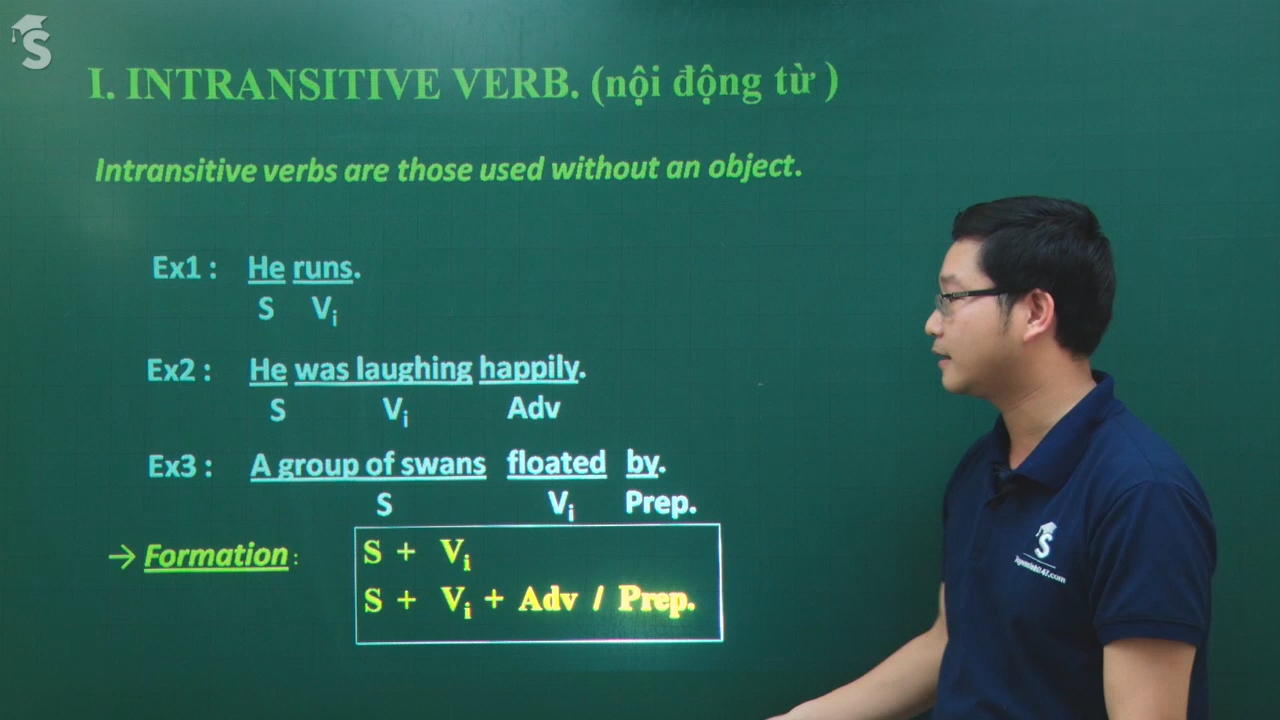 S
I. INTRANSITIVE VERB. (nội động từ )
Intransitive verbs are those used without an object.
Ex1 : He runs.
S Vi
Ex2 : He was laughing happily.
S Vi Adv
Ex3 : A group of swans floated by.
S Vi Prep.
→ Formation :
S + Vi
S + Vi + Adv / Prep.
S